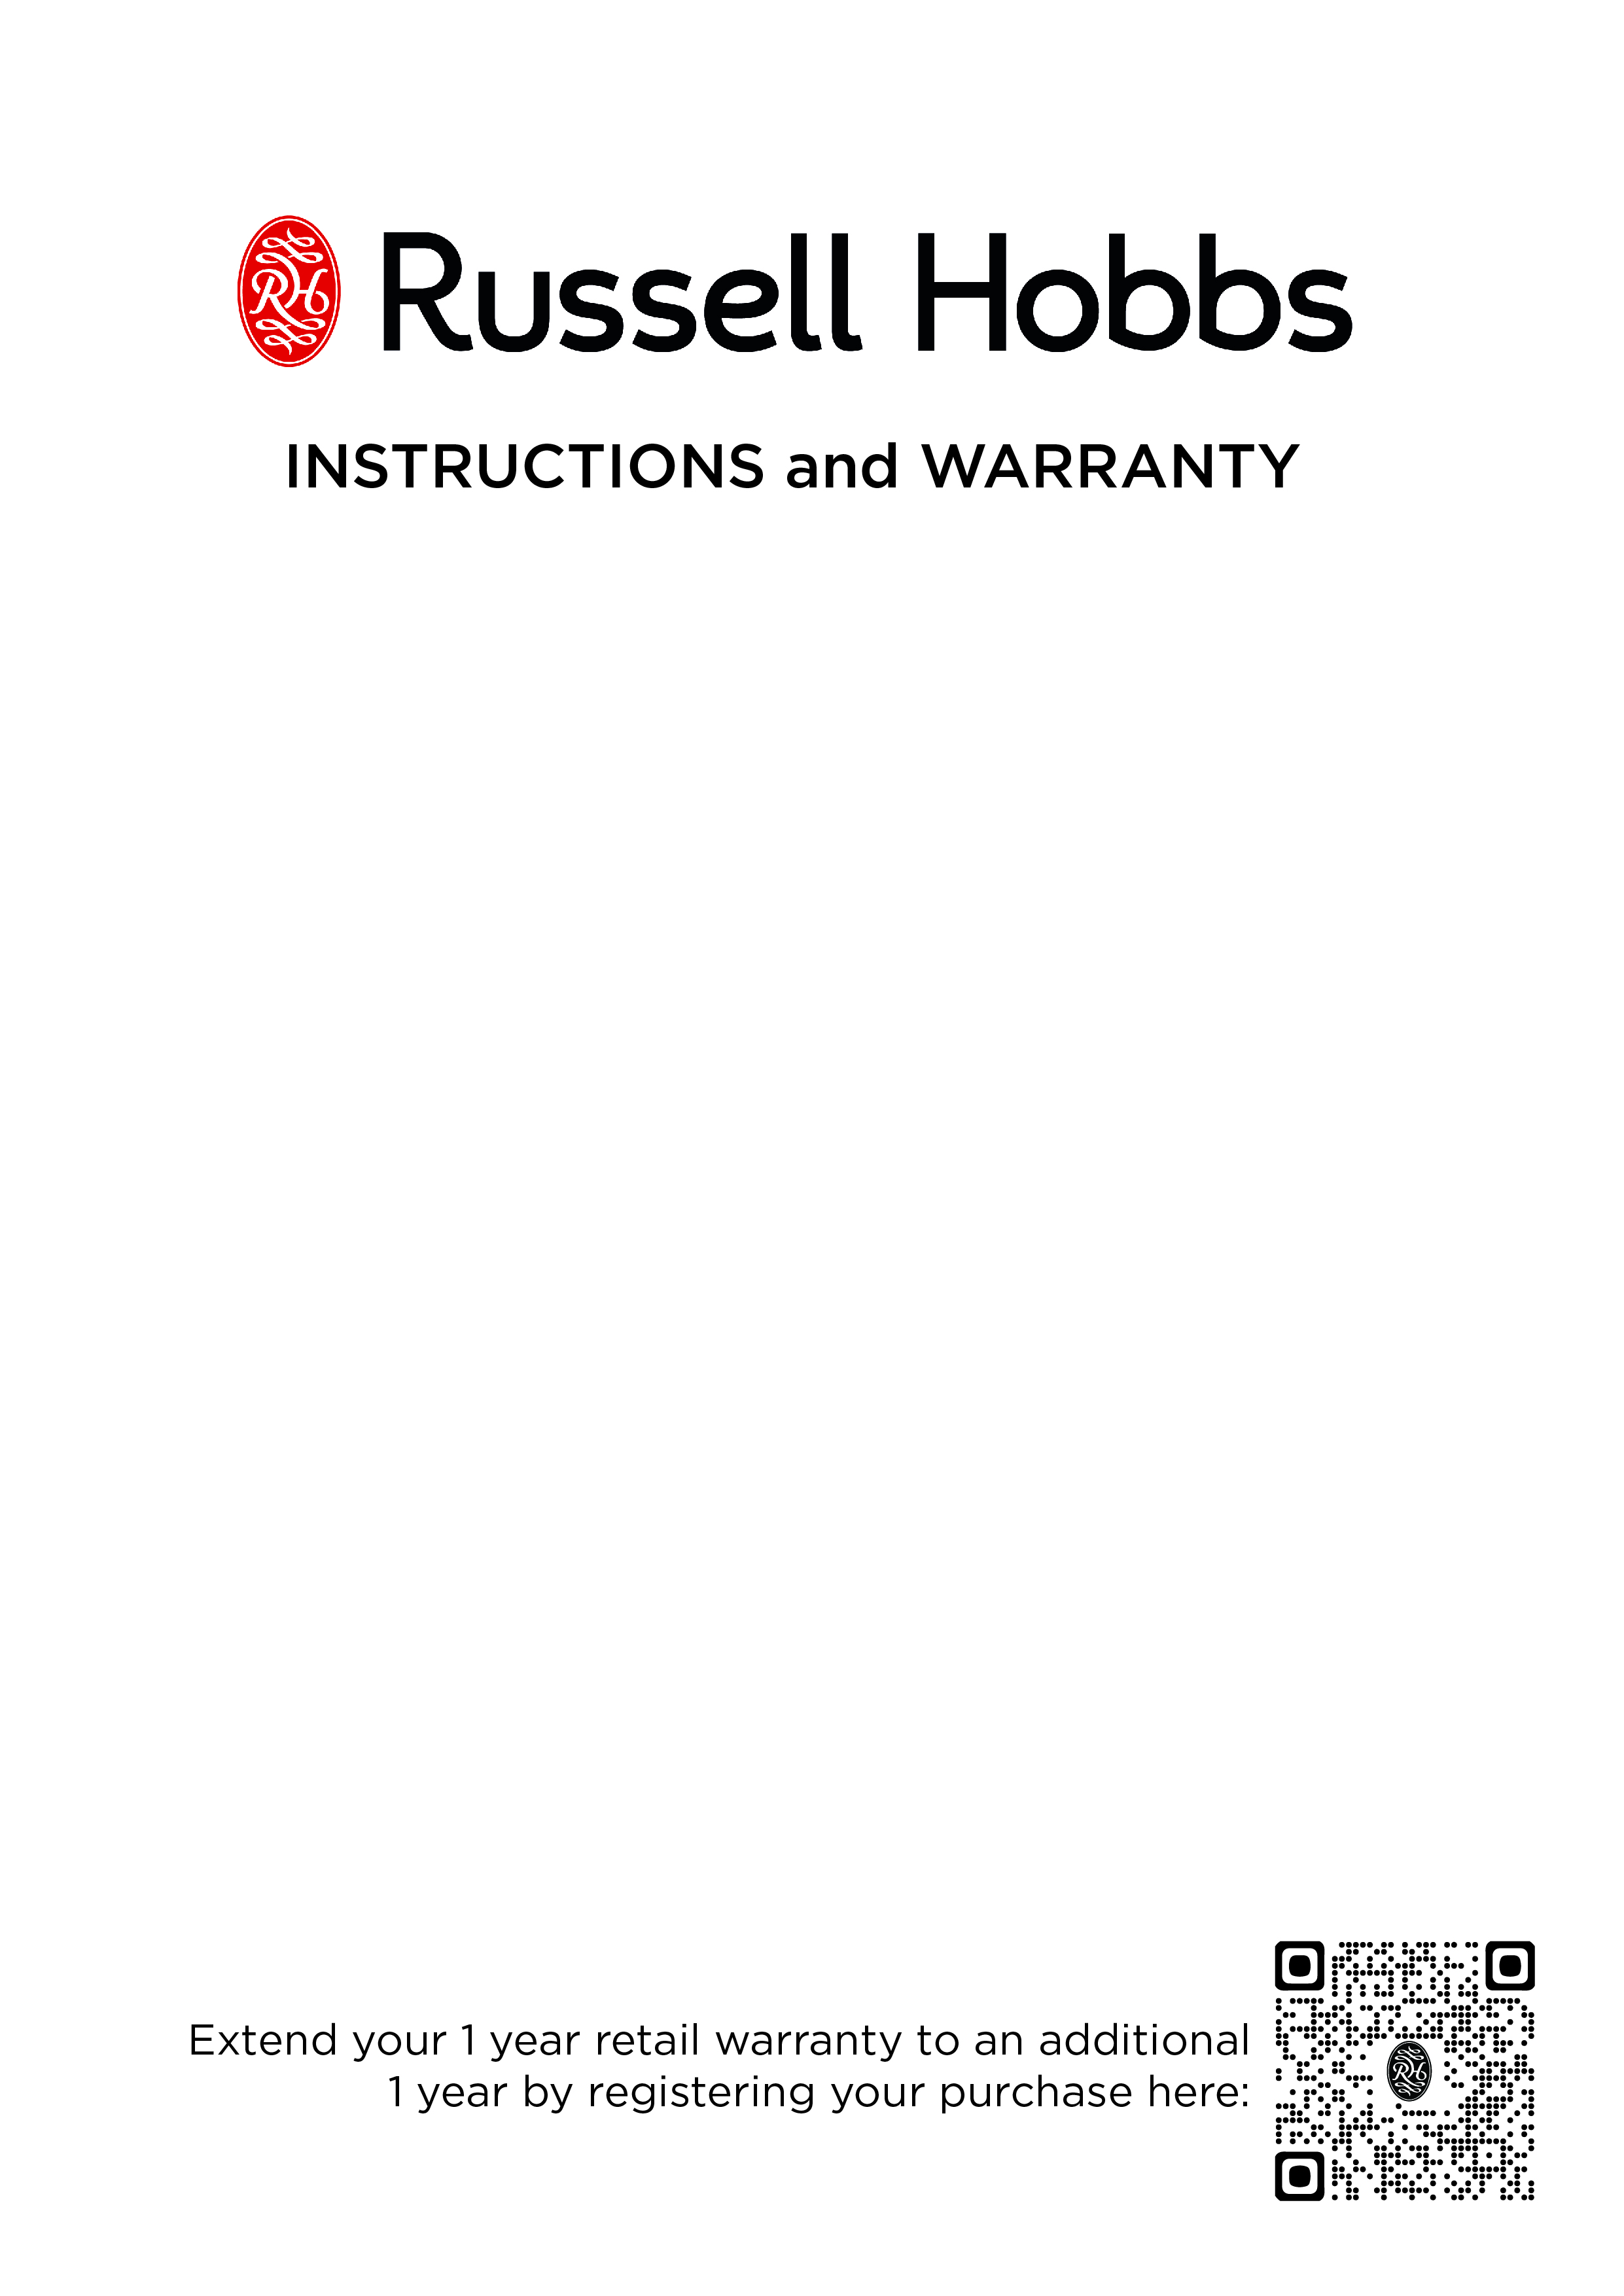 Russell Hobbs
INSTRUCTIONS and WARRANTY
Extend your 1 year retail warranty to an additional
1 year by registering your purchase here: